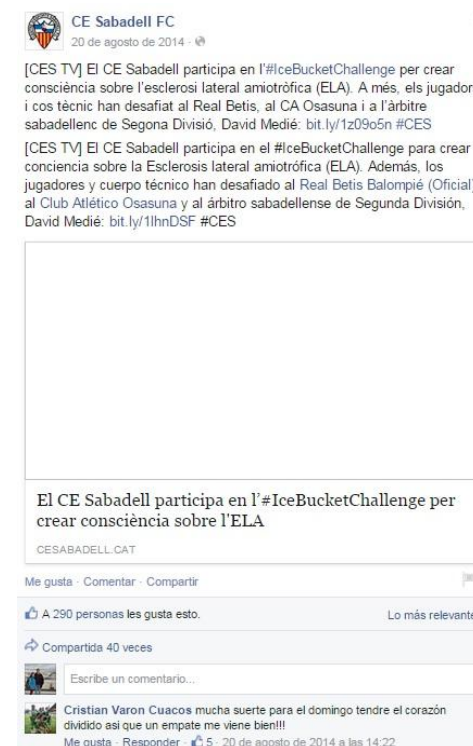 CE Sabadell FC
20 de agosto de 2014 ·
[CES TV] El CE Sabadell participa en l'#IceBucketChallenge per crear
consciència sobre l'esclerosi lateral amiotròfica (ELA). A més, els jugador
i cos tècnic han desafiat al Real Betis, al CA Osasuna i a l'àrbitre
sabadellenc de Segona Divisió, David Medié: bit.ly/1z09o5n #CES
[CES TV] El CE Sabadell participa en el #IceBucketChallenge para crear
conciencia sobre la Esclerosis lateral amiotrófica (ELA). Además, los
jugadores y cuerpo técnico han desafiado al Real Betis Balompié (Oficial)
al Club Atlético Osasuna y al árbitro sabadellense de Segunda División,
David Medié: bit.ly/1lhnDSF #CES
El CE Sabadell participa en l'#IceBucketChallenge per
crear consciència sobre l'ELA
CESABADELL.CAT
Me gusta · Comentar · Compartir
A 290 personas les gusta esto.
Lo más relevante
Compartida 40 veces
Escribe un comentario...
Cristian Varon Cuacos mucha suerte para el domingo tendre el corazón
dividido asi que un empate me viene bien!!!
Me gusta · Responder · 5 · 20 de agosto de 2014 a las 14:22